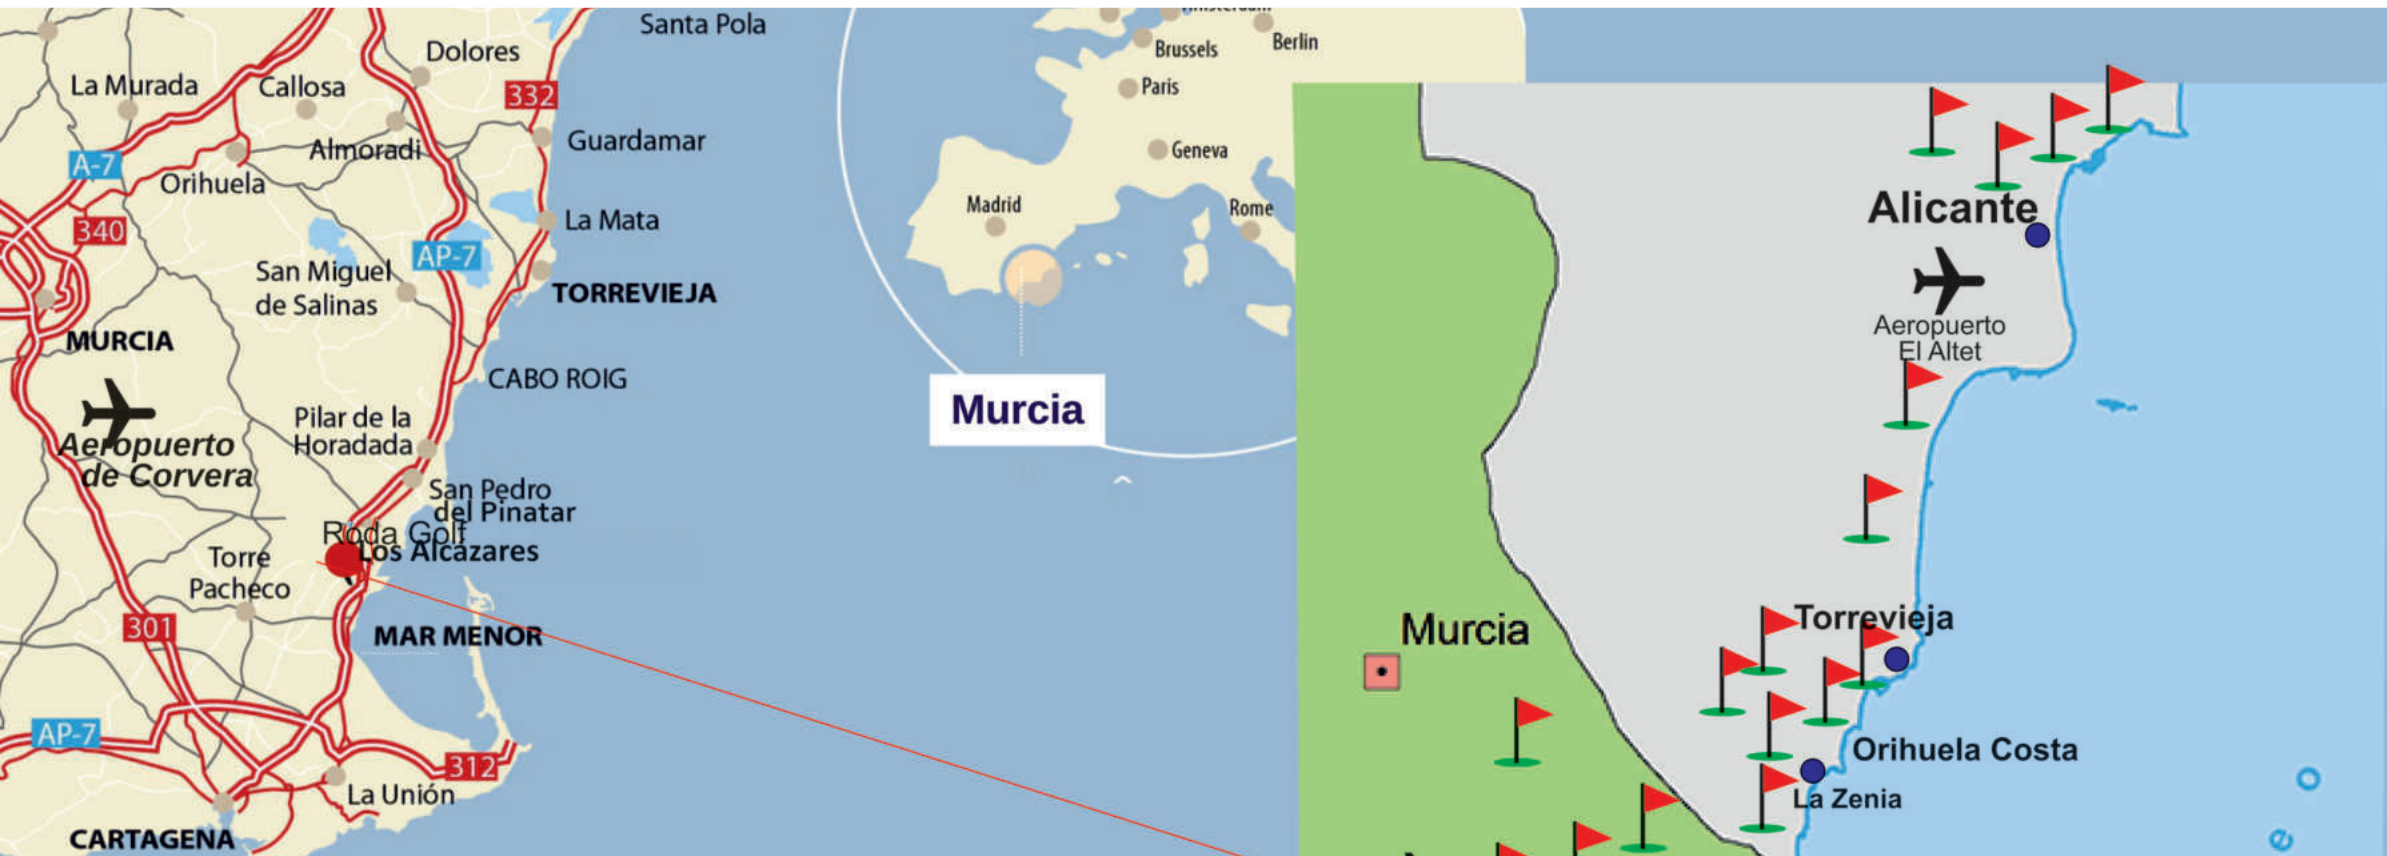 Santa Pola
Dolores
La Murada
Callosa
332
Almoradi
Guardamar
A-7
Orihuela
340
La Mata
AP-7
San Miguel
de Salinas
TORREVIEJA
MURCIA
CABO ROIG
Aeropuerto
de Corvera
Pilar de la
Horadada
San Pedro
del Pinatar
Roda Golf
Los Alcázares
Torre
Pacheco
301
MAR MENOR
AP-7
312
La Unión
CARTAGENA
Amsterdam
Brussels
Berlin
Paris
Geneva
Madrid
Rome
Murcia
Alicante
Aeropuerto
El Altet
Murcia
Torrevieja
Orihuela Costa
La Zenia
e o